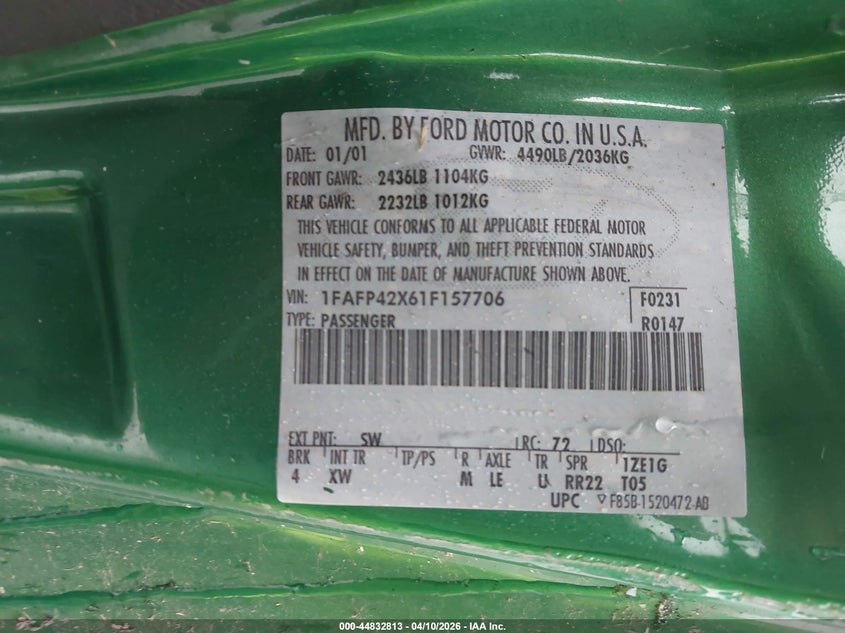 MFD. BY FORD MOTOR CO. IN U.S.A.
DATE: 01/01 GVWR: 4490LB/2036KG
FRONT GAWR: 2436LB 1104KG
REAR GAWR: 2232LB 1012KG
THIS VEHICLE CONFORMS TO ALL APPLICABLE FEDERAL MOTOR
VEHICLE SAFETY, BUMPER, AND THEFT PREVENTION STANDARDS
IN EFFECT ON THE DATE OF MANUFACTURE SHOWN ABOVE.
VIN: 1FAFP42X61F157706 F0231
TYPE: PASSENGER R0147
EXT PNT: SW RC: 72 DSO:
BRK INT TR TP/PS R AXLE TR SPR 1ZE1G
4 XW M LE U RR22 T05
UPC F85B-1520472-AB
000-44832813 - 04/10/2026 - IAA Inc.